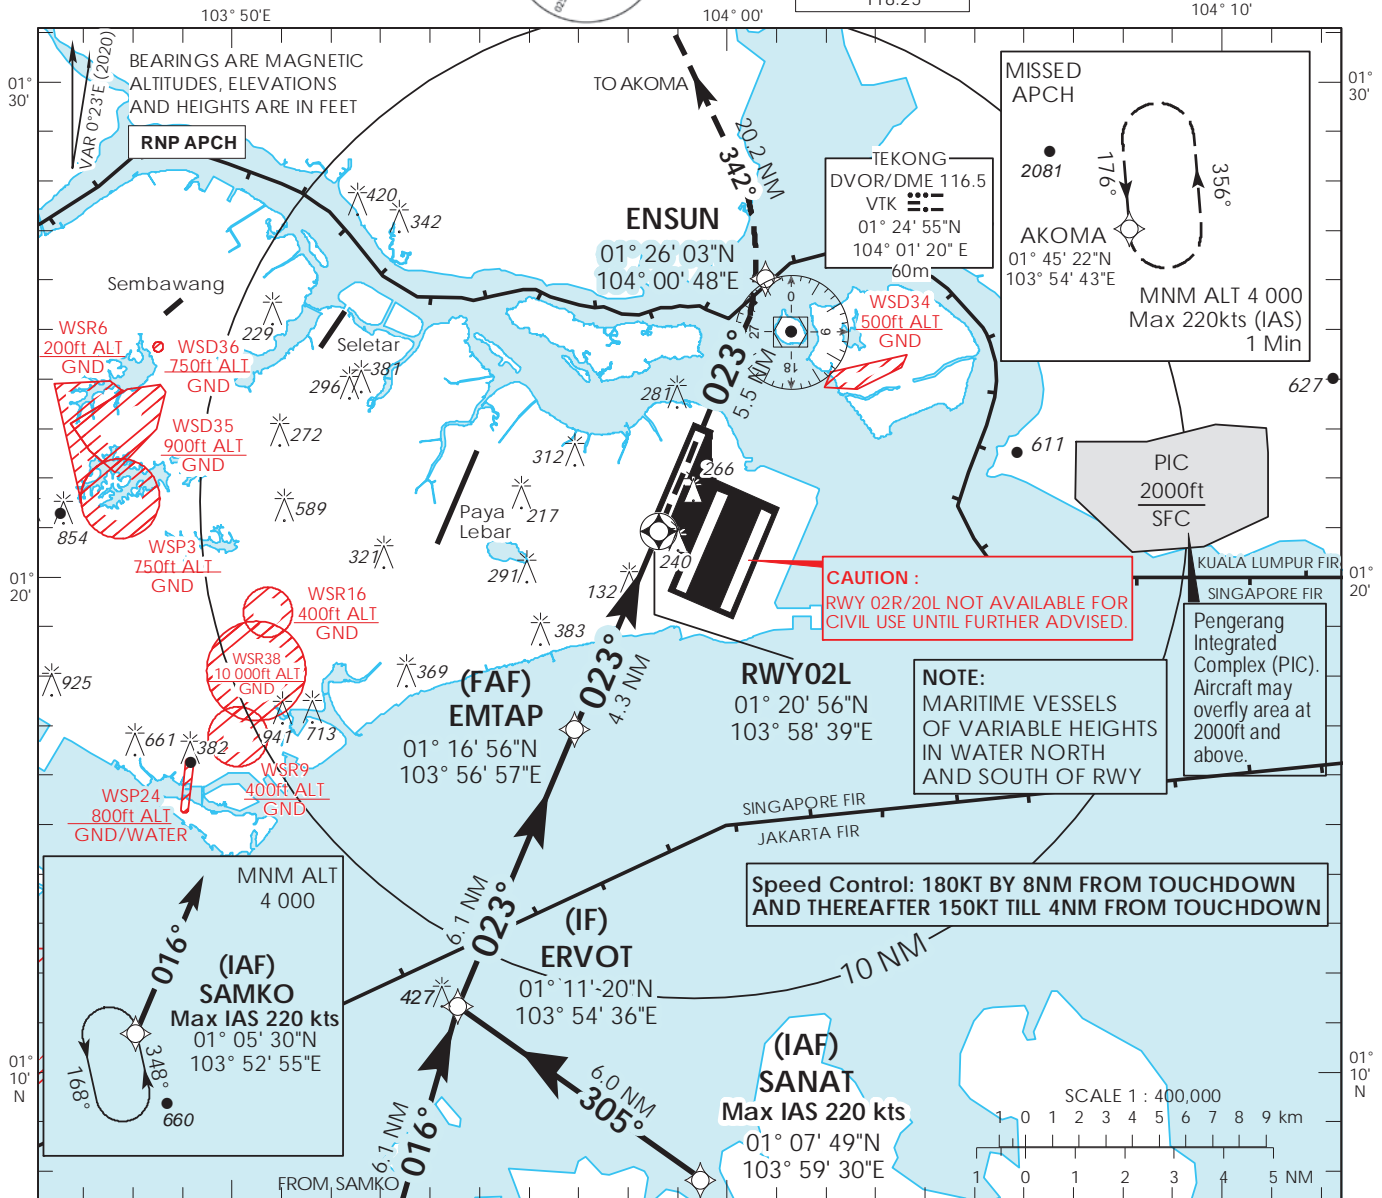 103° 50'E
104° 00'
118.25
104° 10'
01°
30'
VAR 0°23'E (2020)
BEARINGS ARE MAGNETIC
ALTITUDES, ELEVATIONS
AND HEIGHTS ARE IN FEET
RNP APCH
TO AKOMA
20.2 NM
342°
TEKONG
DVOR/DME 116.5
VTK
01° 24' 55"N
104° 01' 20" E
60m
MISSED
APCH
2081
176°
356°
AKOMA
01° 45' 22"N
103° 54' 43"E
MNM ALT 4 000
Max 220kts (IAS)
1 Min
01°
30'
420
342
ENSUN
01° 26' 03"N
104° 00' 48"E
Sembawang
229
Seletar
296
381
WSR6
200ft ALT
GND
WSD36
750ft ALT
GND
WSD35
900ft ALT
GND
WSD34
500ft ALT
GND
0
9
18
27
023°
5.5 NM
281
627
611
272
312
266
217
589
Paya
Lebar
PIC
2000ft
SFC
854
WSP3
750ft ALT
GND
321
291
240
132
KUALA LUMPUR FIR
SINGAPORE FIR
01°
20'
01°
20'
CAUTION :
RWY 02R/20L NOT AVAILABLE FOR
CIVIL USE UNTIL FURTHER ADVISED.
WSR16
400ft ALT
GND
383
Pengerang
Integrated
Complex (PIC).
Aircraft may
overfly area at
2000ft and
above.
WSR38
10 000ft ALT
GND
925
369
023°
4.3 NM
(FAF)
EMTAP
01° 16' 56"N
103° 56' 57"E
RWY02L
01° 20' 56"N
103° 58' 39"E
NOTE:
MARITIME VESSELS
OF VARIABLE HEIGHTS
IN WATER NORTH
AND SOUTH OF RWY
661
382
941
713
WSR9
400ft ALT
GND
WSP24
800ft ALT
GND/WATER
SINGAPORE FIR
JAKARTA FIR
Speed Control: 180KT BY 8NM FROM TOUCHDOWN
AND THEREAFTER 150KT TILL 4NM FROM TOUCHDOWN
MNM ALT
4 000
016°
(IAF)
SAMKO
Max IAS 220 kts
01° 05' 30"N
103° 52' 55"E
348°
168°
660
6.1 NM
023°
(IF)
ERVOT
01° 11' 20"N
103° 54' 36"E
427
10 NM
(IAF)
SANAT
Max IAS 220 kts
01° 07' 49"N
103° 59' 30"E
6.0 NM
305°
6.1 NM
016°
FROM SAMKO
01°
10'
N
01°
10'
N
SCALE 1 : 400,000
1 0 1 2 3 4 5 6 7 8 9 km
1 0 1 2 3 4 5 NM